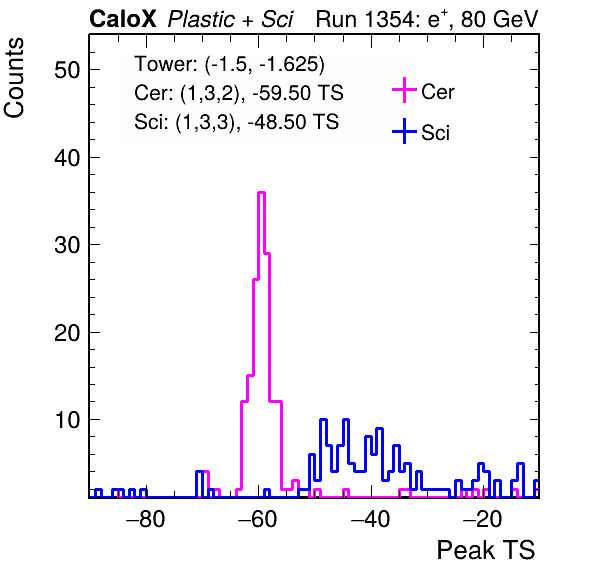 CaloX Plastic + Sci Run 1354: e+, 80 GeV
Tower: (-1.5, -1.625)
Cer: (1,3,2), -59.50 TS
Sci: (1,3,3), -48.50 TS
Cer
Sci
Counts
50
40
30
20
10
−80 −60 −40 −20
Peak TS